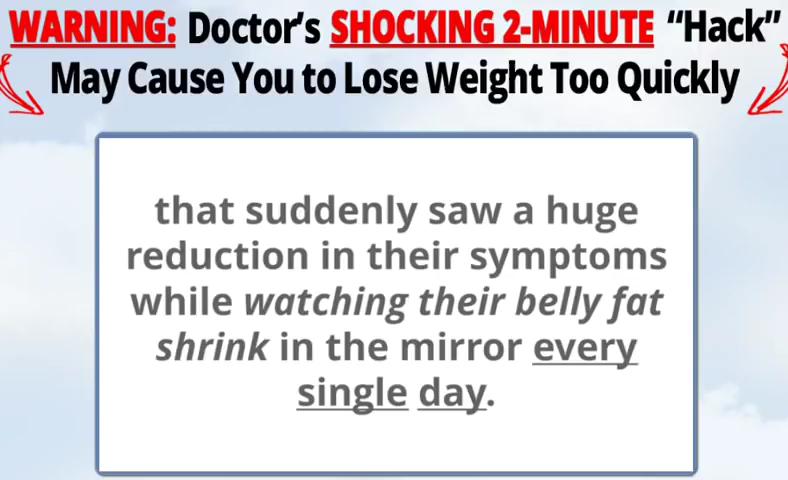 WARNING: Doctor's SHOCKING 2-MINUTE “Hack”
May Cause You to Lose Weight Too Quickly
that suddenly saw a huge
reduction in their symptoms
while watching their belly fat
shrink in the mirror every
single day.